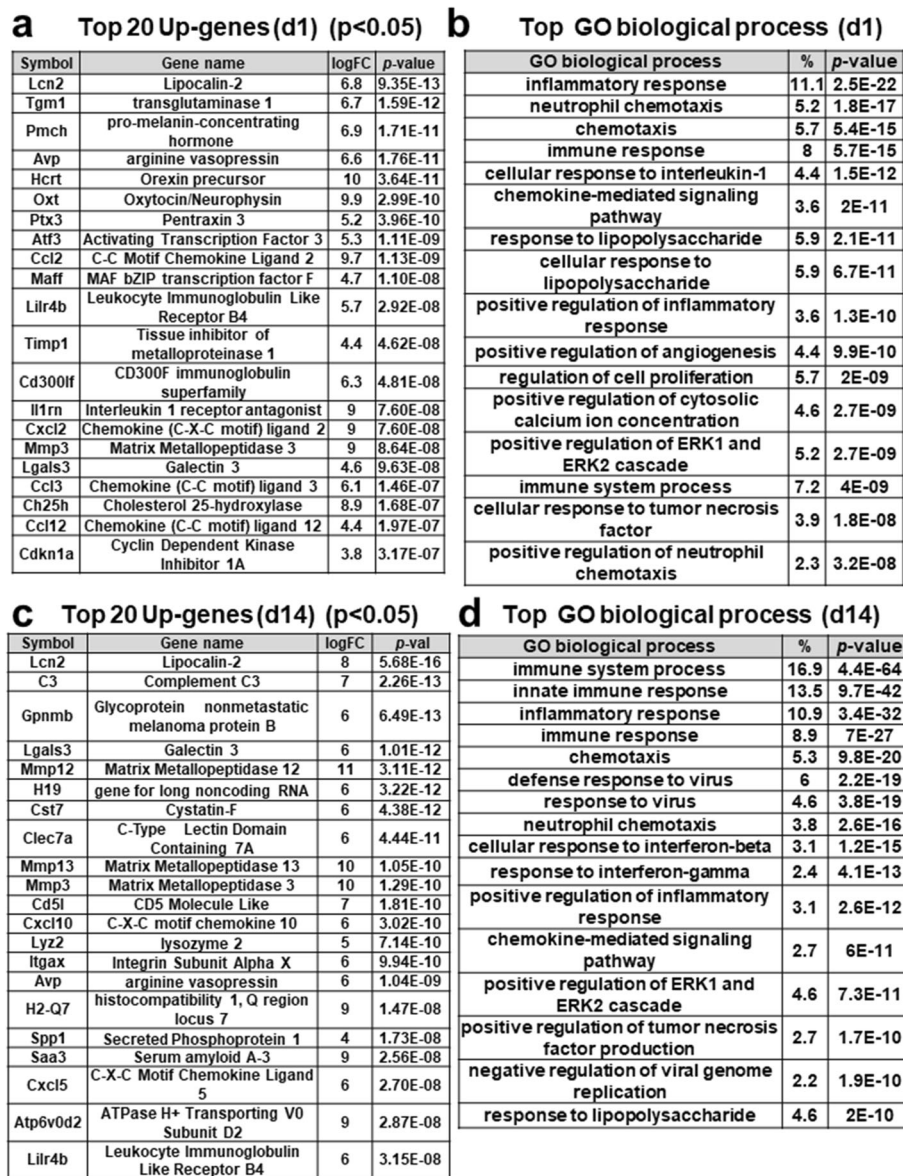 a Top 20 Up-genes (d1) (p<0.05)
Symbol Gene name logFC p-value
Lcn2 Lipocalin-2 6.8 9.35E-13
Tgm1 transglutaminase 1 6.7 1.59E-12
Pmch pro-melanin-concentrating hormone 6.9 1.71E-11
Avp arginine vasopressin 6.6 1.76E-11
Hcrt Orexin precursor 10 3.64E-11
Oxt Oxytocin/Neurophysin 9.9 2.99E-10
Ptx3 Pentraxin 3 5.2 3.96E-10
Atf3 Activating Transcription Factor 3 5.3 1.11E-09
Ccl2 C-C Motif Chemokine Ligand 2 9.7 1.13E-09
Maff MAF bZIP transcription factor F 4.7 1.10E-08
Lilr4b Leukocyte Immunoglobulin Like Receptor B4 5.7 2.92E-08
Timp1 Tissue inhibitor of metalloproteinase 1 4.4 4.62E-08
Cd300lf CD300F immunoglobulin superfamily 6.3 4.81E-08
Il1rn Interleukin 1 receptor antagonist 9 7.60E-08
Cxcl2 Chemokine (C-X-C motif) ligand 2 9 7.60E-08
Mmp3 Matrix Metallopeptidase 3 9 8.64E-08
Lgals3 Galectin 3 4.6 9.63E-08
Ccl3 Chemokine (C-C motif) ligand 3 6.1 1.46E-07
Ch25h Cholesterol 25-hydroxylase 8.9 1.68E-07
Ccl12 Chemokine (C-C motif) ligand 12 4.4 1.97E-07
Cdkn1a Cyclin Dependent Kinase Inhibitor 1A 3.8 3.17E-07
b Top GO biological process (d1)
GO biological process % p-value
inflammatory response 11.1 2.5E-22
neutrophil chemotaxis 5.2 1.8E-17
chemotaxis 5.7 5.4E-15
immune response 8 5.7E-15
cellular response to interleukin-1 4.4 1.5E-12
chemokine-mediated signaling pathway 3.6 2E-11
response to lipopolysaccharide 5.9 2.1E-11
cellular response to lipopolysaccharide 5.9 6.7E-11
positive regulation of inflammatory response 3.6 1.3E-10
positive regulation of angiogenesis 4.4 9.9E-10
regulation of cell proliferation 5.7 2E-09
positive regulation of cytosolic calcium ion concentration 4.6 2.7E-09
positive regulation of ERK1 and ERK2 cascade 5.2 2.7E-09
immune system process 7.2 4E-09
cellular response to tumor necrosis factor 3.9 1.8E-08
positive regulation of neutrophil chemotaxis 2.3 3.2E-08
c Top 20 Up-genes (d14) (p<0.05)
Symbol Gene name logFC p-val
Lcn2 Lipocalin-2 8 5.68E-16
C3 Complement C3 7 2.26E-13
Gpnmb Glycoprotein nonmetastatic melanoma protein B 6 6.49E-13
Lgals3 Galectin 3 6 1.01E-12
Mmp12 Matrix Metallopeptidase 12 11 3.11E-12
H19 gene for long noncoding RNA 6 3.22E-12
Cst7 Cystatin-F 6 4.38E-12
Clec7a C-Type Lectin Domain Containing 7A 6 4.44E-11
Mmp13 Matrix Metallopeptidase 13 10 1.05E-10
Mmp3 Matrix Metallopeptidase 3 10 1.29E-10
Cd5l CD5 Molecule Like 7 1.81E-10
Cxcl10 C-X-C motif chemokine 10 6 3.02E-10
Lyz2 lysozyme 2 5 7.14E-10
Itgax Integrin Subunit Alpha X 6 9.94E-10
Avp arginine vasopressin 6 1.04E-09
H2-Q7 histocompatibility 1, Q region locus 7 9 1.47E-08
Spp1 Secreted Phosphoprotein 1 4 1.73E-08
Saa3 Serum amyloid A-3 9 2.56E-08
Cxcl5 C-X-C Motif Chemokine Ligand 5 6 2.70E-08
Atp6v0d2 ATPase H+ Transporting V0 Subunit D2 9 2.87E-08
Lilr4b Leukocyte Immunoglobulin Like Receptor B4 6 3.15E-08
d Top GO biological process (d14)
GO biological process % p-value
immune system process 16.9 4.4E-64
innate immune response 13.5 9.7E-42
inflammatory response 10.9 3.4E-32
immune response 8.9 7E-27
chemotaxis 5.3 9.8E-20
defense response to virus 6 2.2E-19
response to virus 4.6 3.8E-19
neutrophil chemotaxis 3.8 2.6E-16
cellular response to interferon-beta 3.1 1.2E-15
response to interferon-gamma 2.4 4.1E-13
positive regulation of inflammatory response 3.1 2.6E-12
chemokine-mediated signaling pathway 2.7 6E-11
positive regulation of ERK1 and ERK2 cascade 4.6 7.3E-11
positive regulation of tumor necrosis factor production 2.7 1.7E-10
negative regulation of viral genome replication 2.2 1.9E-10
response to lipopolysaccharide 4.6 2E-10